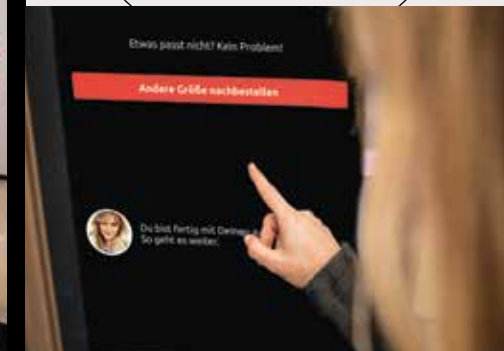 Etwas passt nicht? Kein Problem!
Andere Größe nachbestellen
Du bist fertig mit Deiner
So geht es weiter.